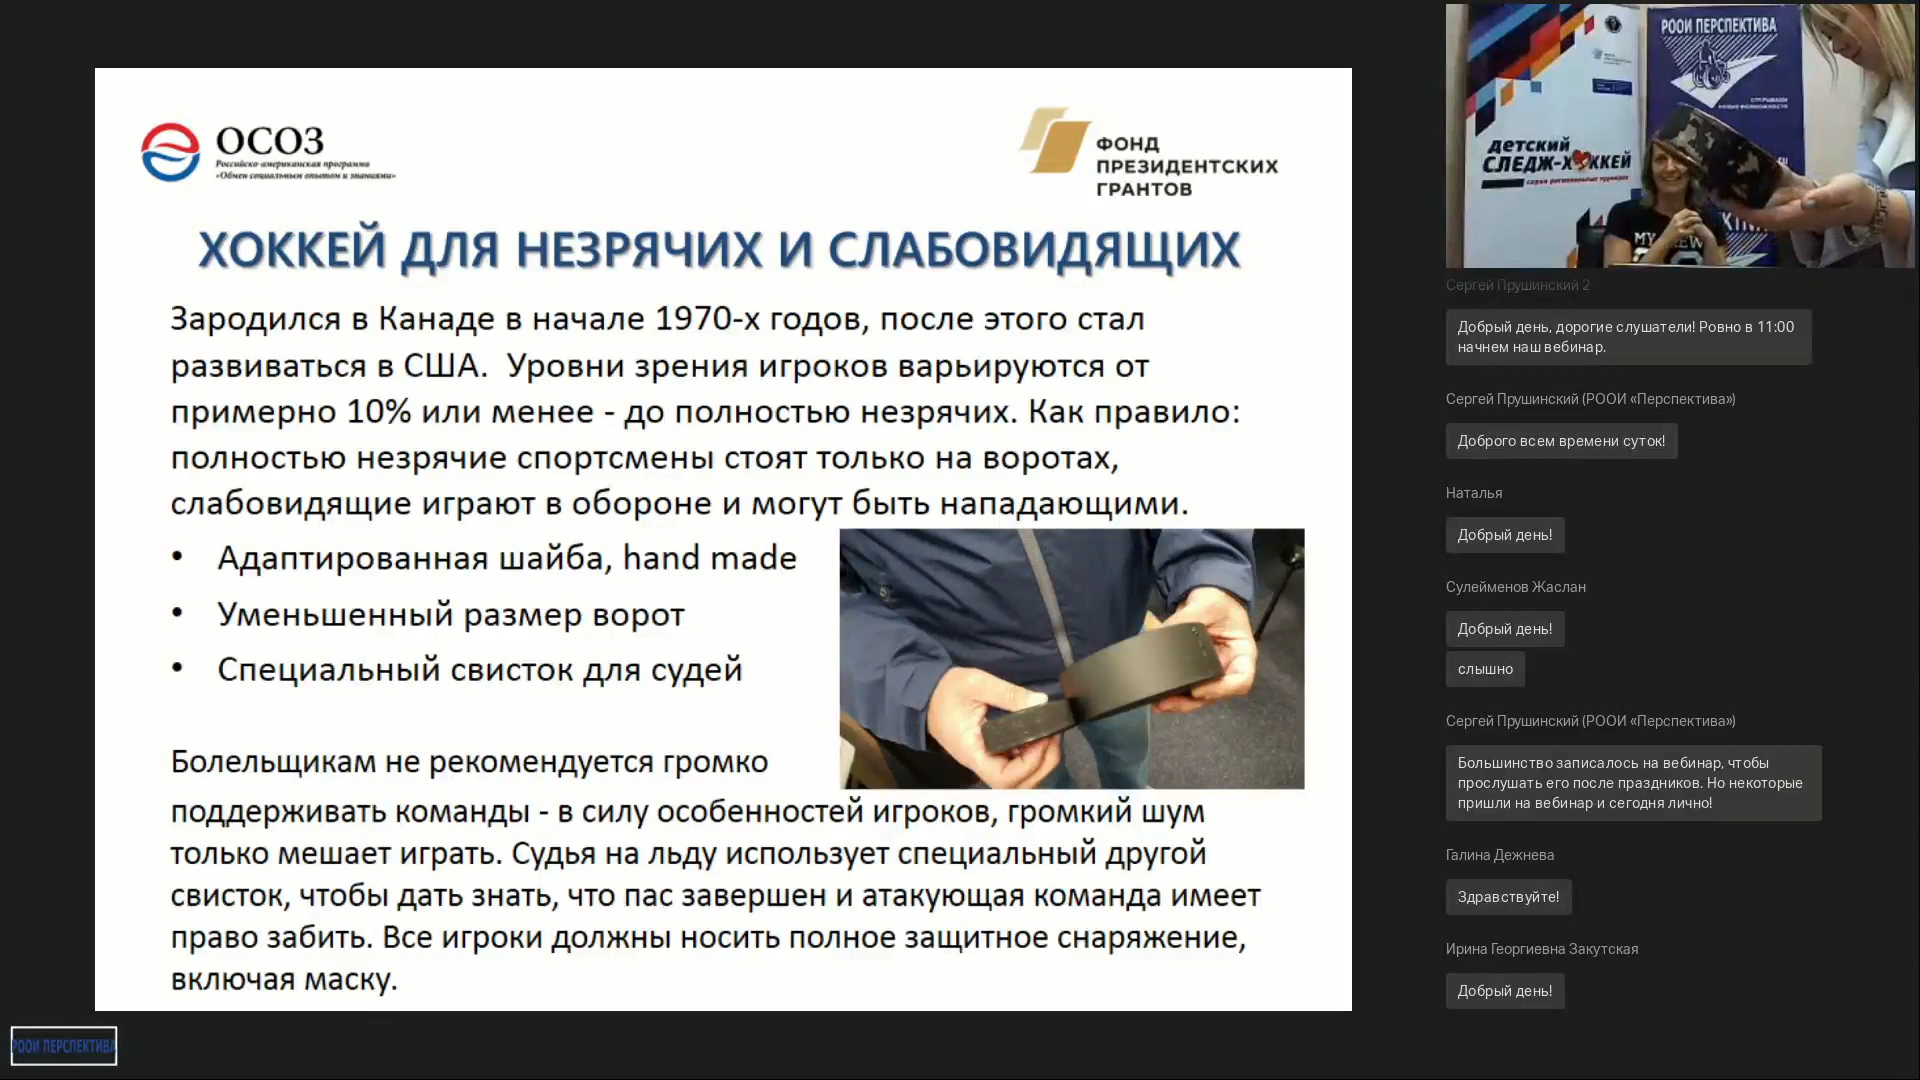 ОСОЗ
Российско-американская программа
«Обмен социальным опытом и знаниями»
ФОНД
ПРЕЗИДЕНТСКИХ
ГРАНТОВ
ХОККЕЙ ДЛЯ НЕЗРЯЧИХ И СЛАБОВИДЯЩИХ
Зародился в Канаде в начале 1970-х годов, после этого стал
развиваться в США. Уровни зрения игроков варьируются от
примерно 10% или менее - до полностью незрячих. Как правило:
полностью незрячие спортсмены стоят только на воротах,
слабовидящие играют в обороне и могут быть нападающими.
• Адаптированная шайба, hand made
• Уменьшенный размер ворот
• Специальный свисток для судей
Болельщикам не рекомендуется громко
поддерживать команды - в силу особенностей игроков, громкий шум
только мешает играть. Судья на льду использует специальный другой
свисток, чтобы дать знать, что пас завершен и атакующая команда имеет
право забить. Все игроки должны носить полное защитное снаряжение,
включая маску.
РООИ ПЕРСПЕКТИВА
РООИ ПЕРСПЕКТИВА
ОТКРЫВАЕМ
НОВЫЕ ВОЗМОЖНОСТИ
ДЕТСКИЙ
СЛЕДЖ-ХОККЕЙ
серия региональных турниров
MY
Сергей Прушинский 2
Добрый день, дорогие слушатели! Ровно в 11:00
начнем наш вебинар.
Сергей Прушинский (РООИ «Перспектива»)
Доброго всем времени суток!
Наталья
Добрый день!
Сулейменов Жаслан
Добрый день!
слышно
Сергей Прушинский (РООИ «Перспектива»)
Большинство записалось на вебинар, чтобы
прослушать его после праздников. Но некоторые
пришли на вебинар и сегодня лично!
Галина Дежнева
Здравствуйте!
Ирина Георгиевна Закутская
Добрый день!